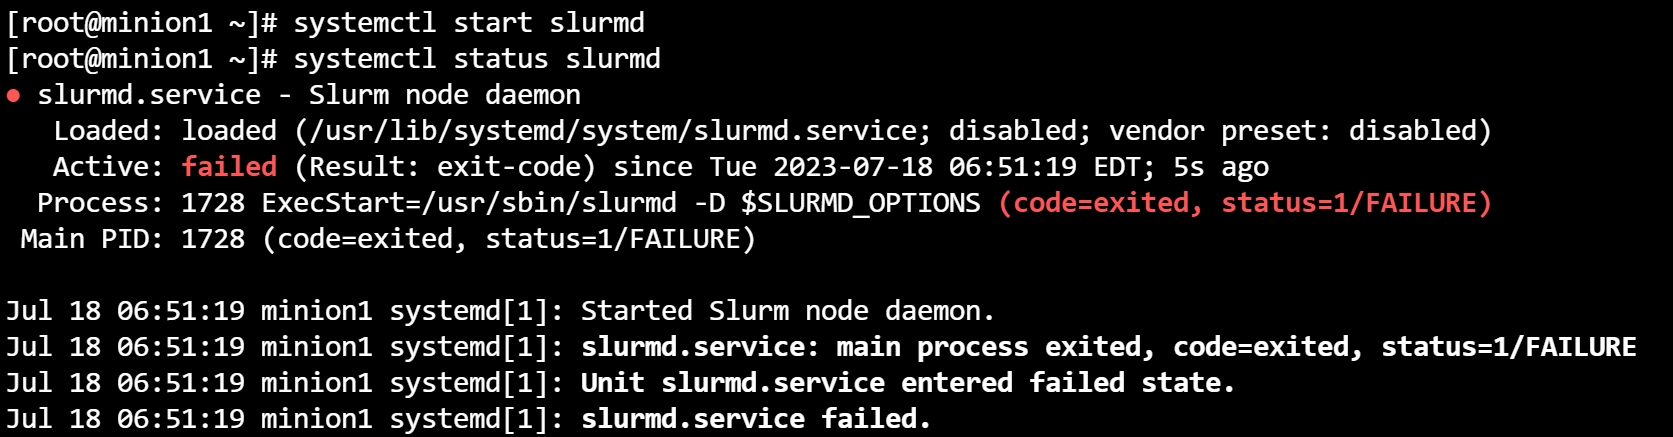 [root@minion1 ~]# systemctl start slurmd
[root@minion1 ~]# systemctl status slurmd
● slurmd.service - Slurm node daemon
   Loaded: loaded (/usr/lib/systemd/system/slurmd.service; disabled; vendor preset: disabled)
   Active: failed (Result: exit-code) since Tue 2023-07-18 06:51:19 EDT; 5s ago
  Process: 1728 ExecStart=/usr/sbin/slurmd -D $SLURMD_OPTIONS (code=exited, status=1/FAILURE)
 Main PID: 1728 (code=exited, status=1/FAILURE)

Jul 18 06:51:19 minion1 systemd[1]: Started Slurm node daemon.
Jul 18 06:51:19 minion1 systemd[1]: slurmd.service: main process exited, code=exited, status=1/FAILURE
Jul 18 06:51:19 minion1 systemd[1]: Unit slurmd.service entered failed state.
Jul 18 06:51:19 minion1 systemd[1]: slurmd.service failed.